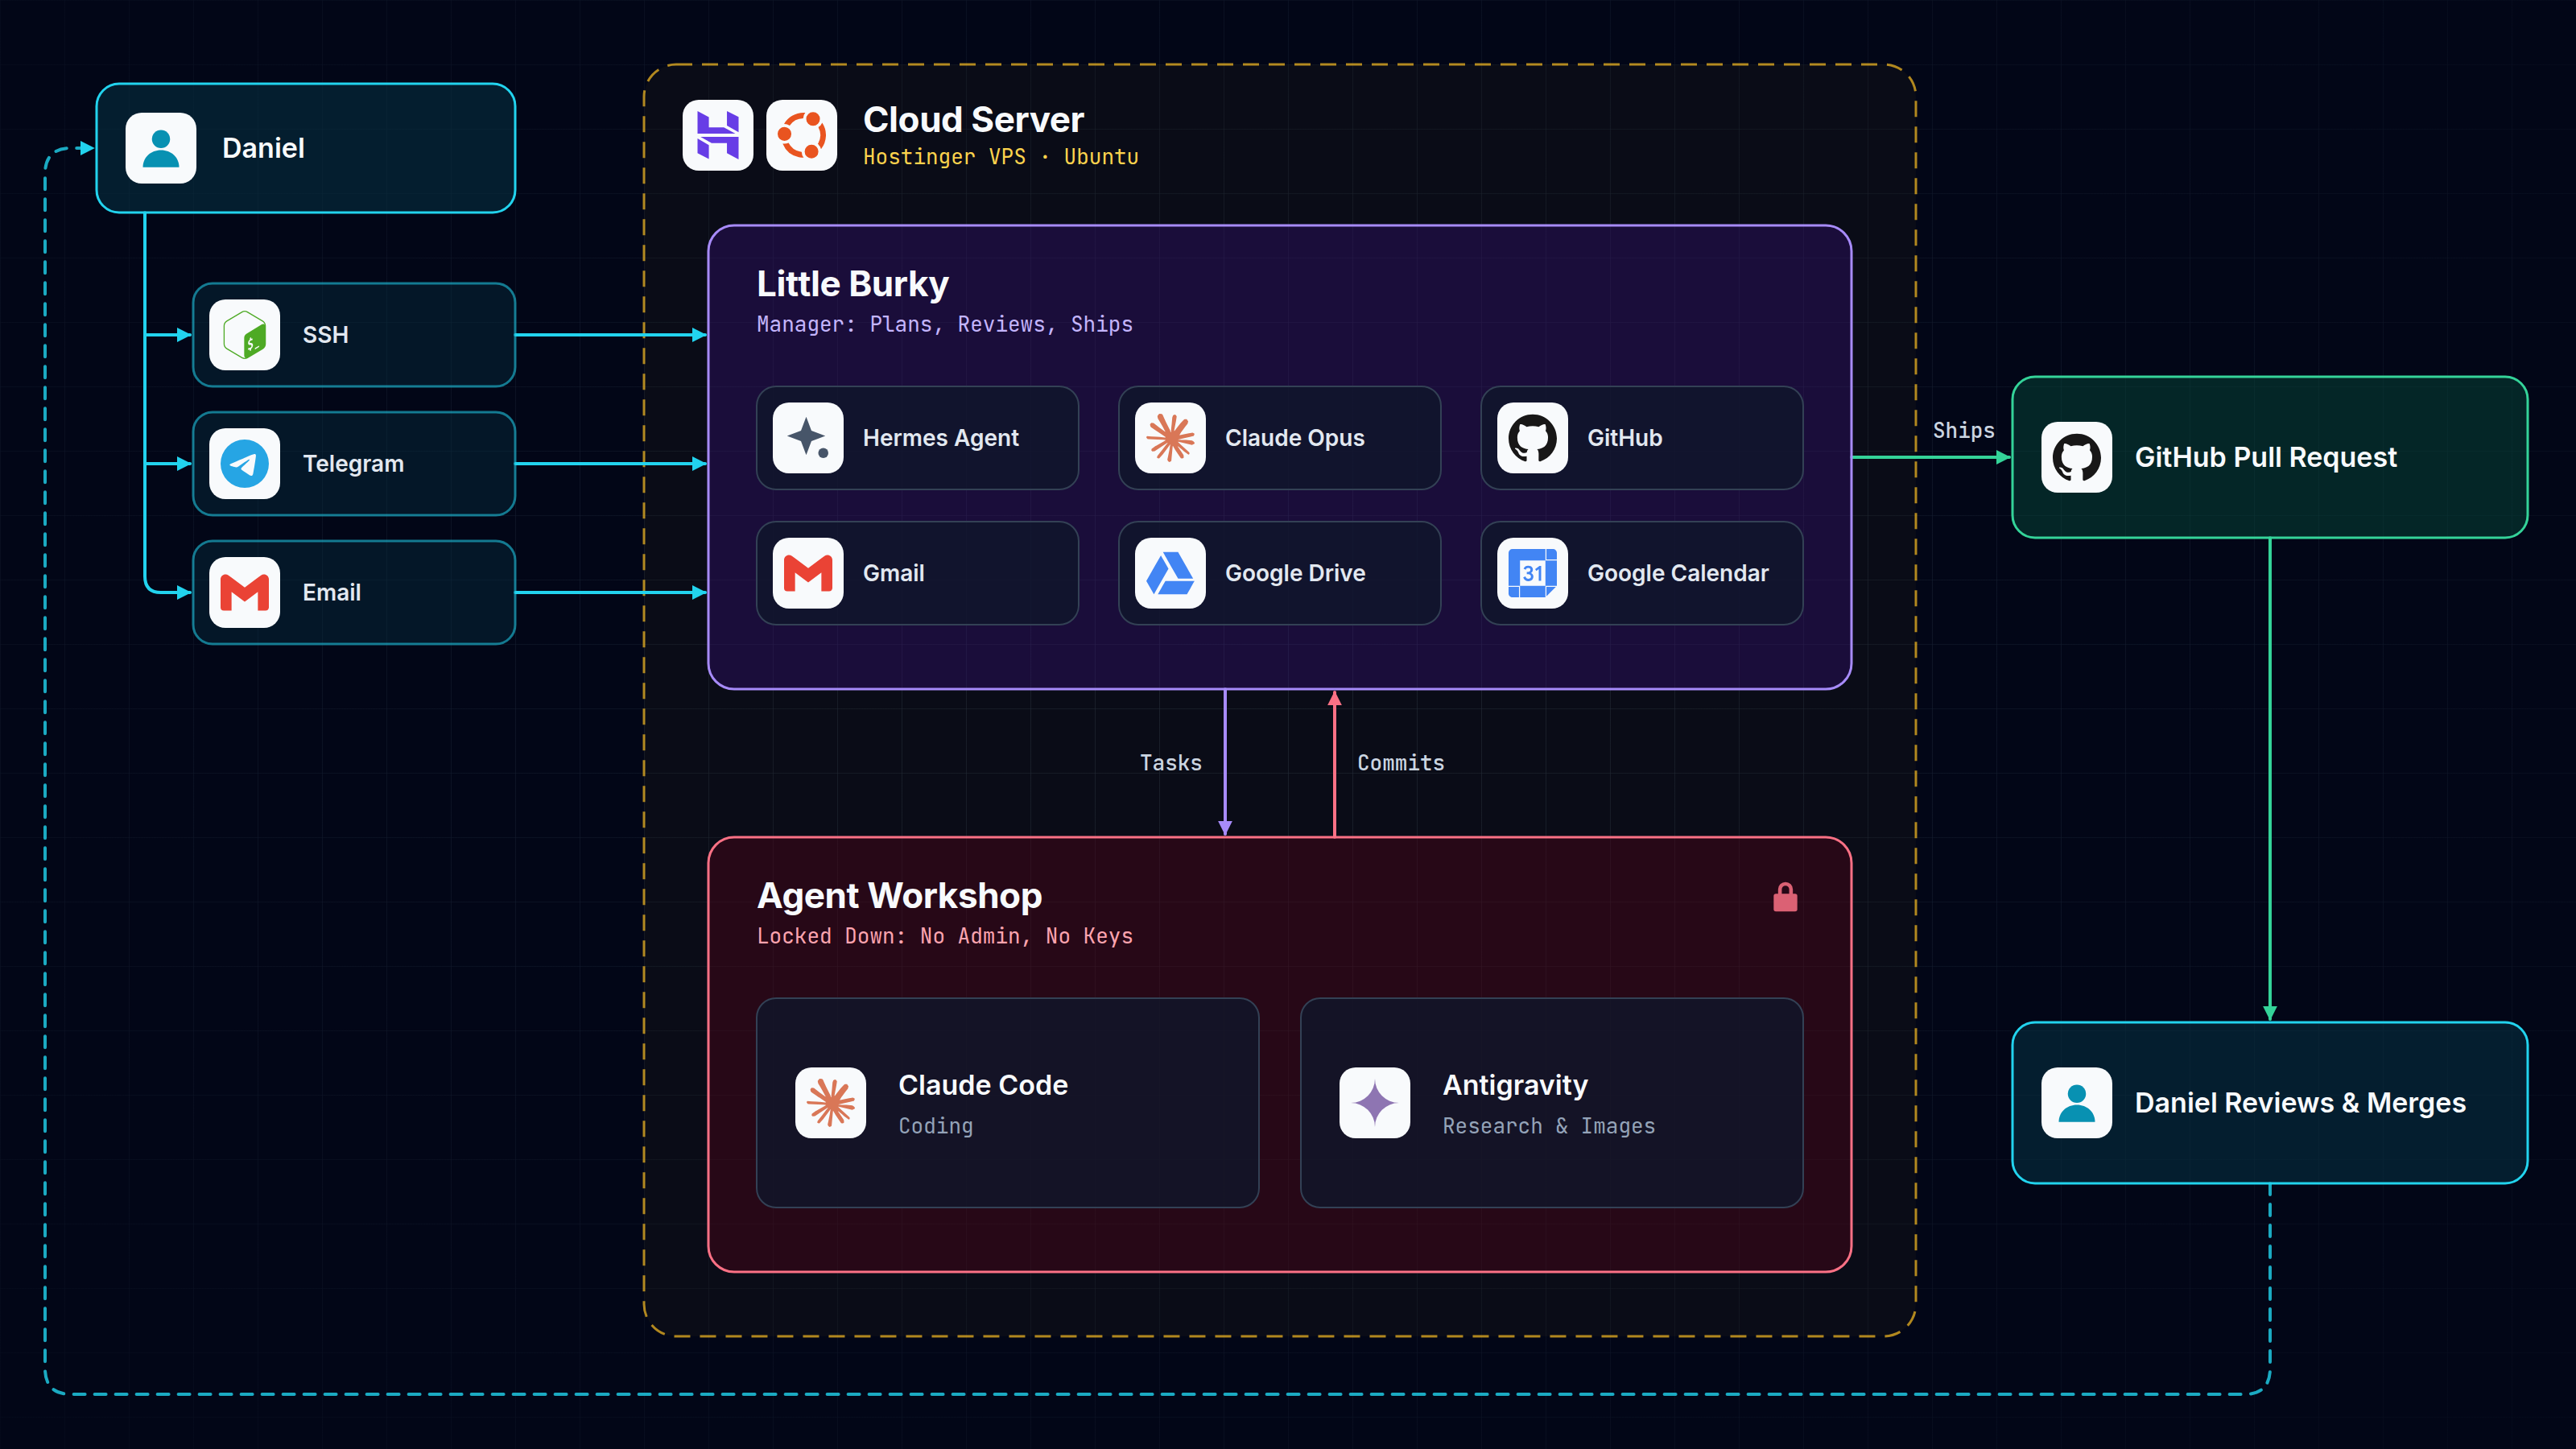 Daniel
SSH
Telegram
Email
Cloud Server
Hostinger VPS · Ubuntu
Little Burky
Manager: Plans, Reviews, Ships
Hermes Agent
Claude Opus
GitHub
Gmail
Google Drive
31
Google Calendar
Tasks
Commits
Agent Workshop
Locked Down: No Admin, No Keys
Claude Code
Coding
Antigravity
Research & Images
Ships
GitHub Pull Request
Daniel Reviews & Merges